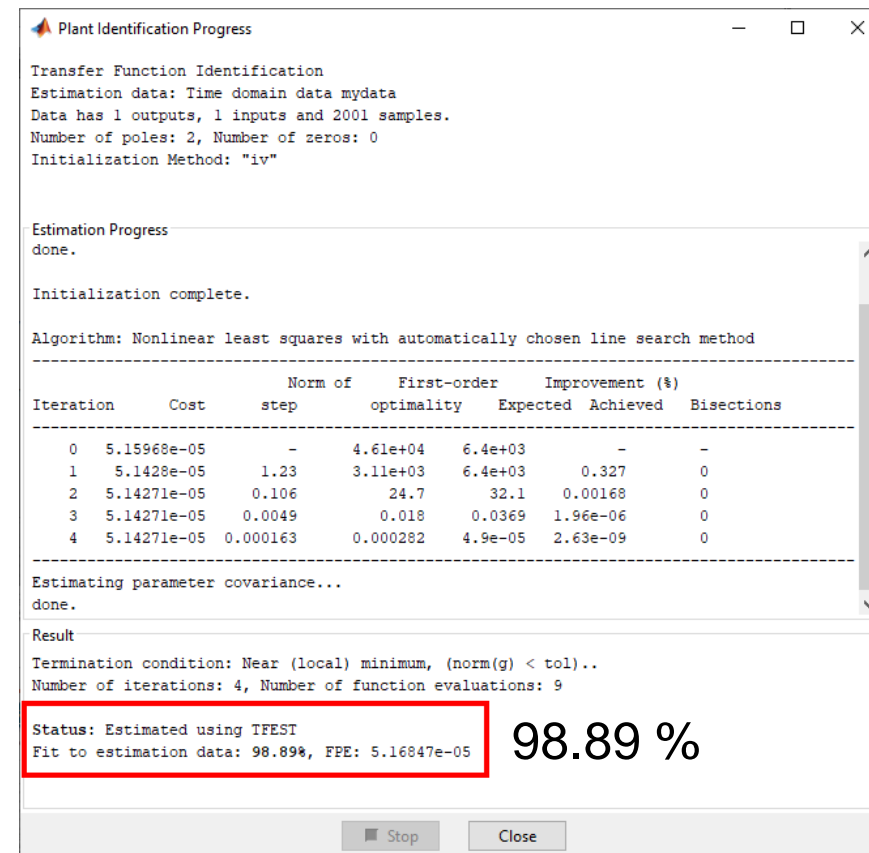 Plant Identification Progress
Transfer Function Identification
Estimation data: Time domain data mydata
Data has 1 outputs, 1 inputs and 2001 samples.
Number of poles: 2, Number of zeros: 0
Initialization Method: "iv"
Estimation Progress
done.
Initialization complete.
Algorithm: Nonlinear least squares with automatically chosen line search method
------------------------------------------------------------------------------------------
Norm of First-order Improvement (%)
Iteration Cost step optimality Expected Achieved Bisections
------------------------------------------------------------------------------------------
0 5.15968e-05 - 4.61e+04 6.4e+03 - -
1 5.1428e-05 1.23 3.11e+03 6.4e+03 0.327 0
2 5.14271e-05 0.106 24.7 32.1 0.00168 0
3 5.14271e-05 0.0049 0.018 0.0369 1.96e-06 0
4 5.14271e-05 0.000163 0.000282 4.9e-05 2.63e-09 0
------------------------------------------------------------------------------------------
Estimating parameter covariance...
done.
Result
Termination condition: Near (local) minimum, (norm(g) < tol)..
Number of iterations: 4, Number of function evaluations: 9
Status: Estimated using TFEST
Fit to estimation data: 98.89%, FPE: 5.16847e-05
98.89 %
Stop Close